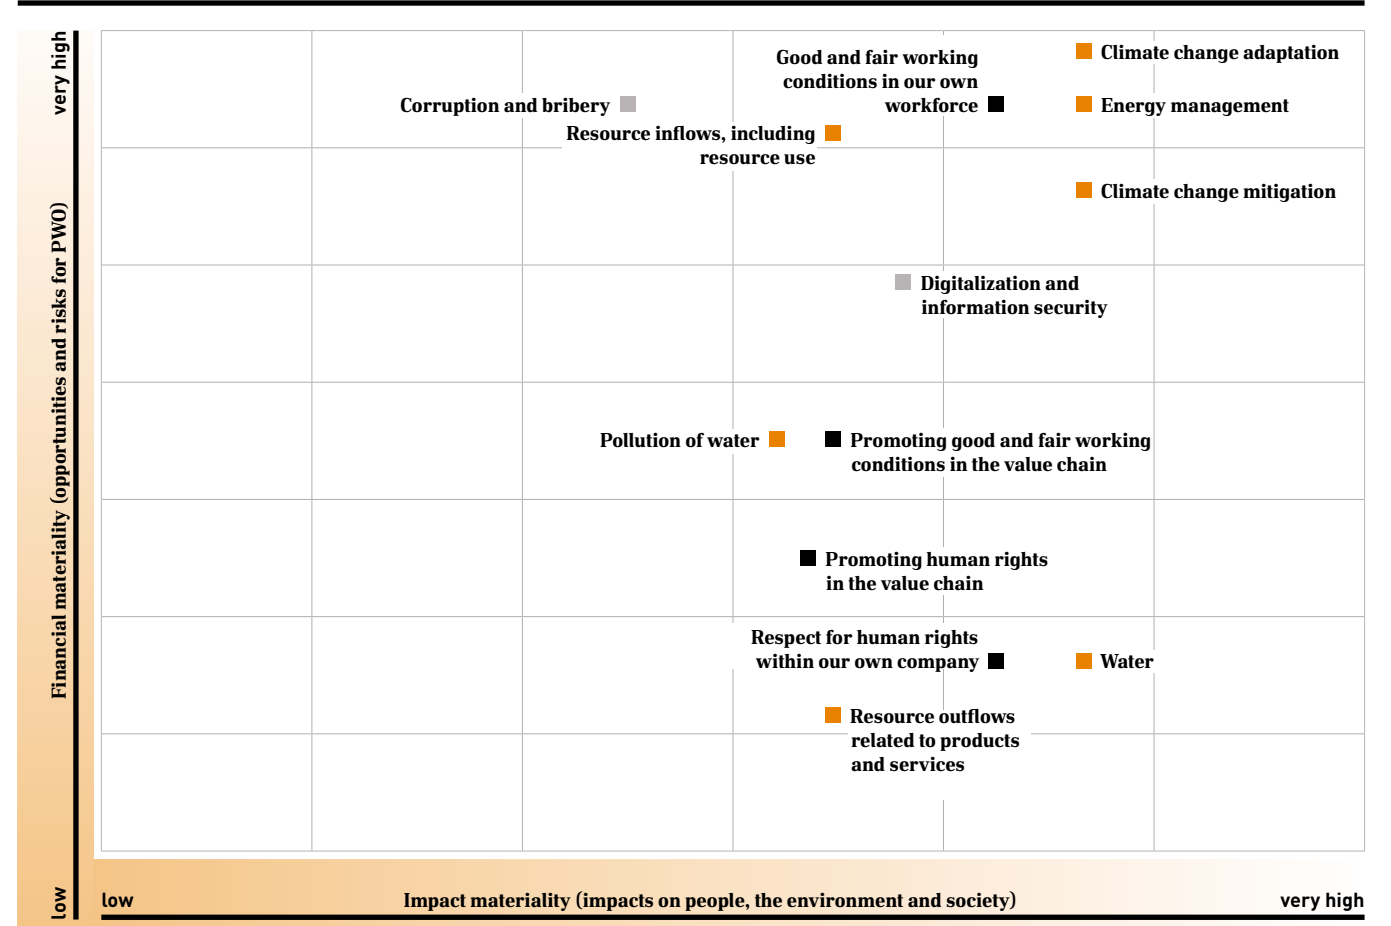 very high
Financial materiality (opportunities and risks for PWO)
low
Climate change adaptation
Good and fair working
conditions in our own
workforce
Corruption and bribery
Energy management
Resource inflows, including
resource use
Climate change mitigation
Digitalization and
information security
Pollution of water
Promoting good and fair working
conditions in the value chain
Promoting human rights
in the value chain
Respect for human rights
within our own company
Water
Resource outflows
related to products
and services
low
Impact materiality (impacts on people, the environment and society)
very high